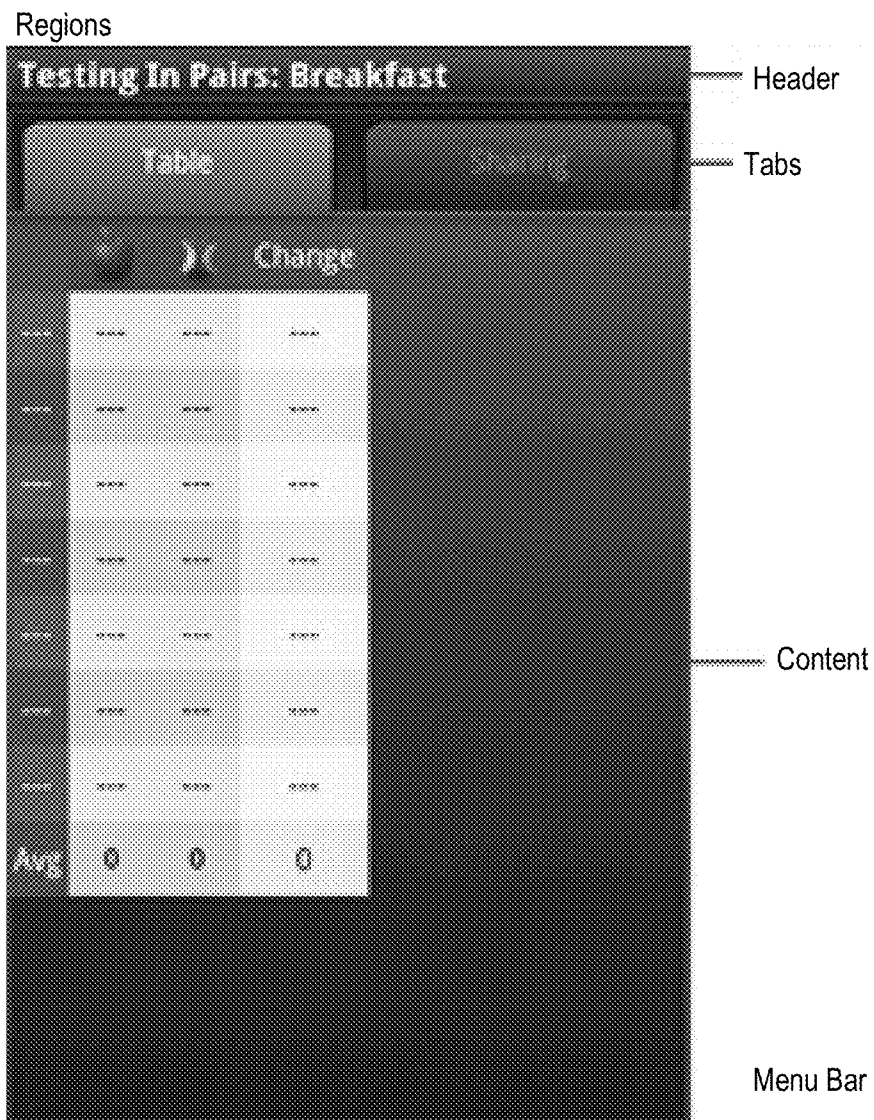 Regions
Testing In Pairs: Breakfast
Header
Table
Tabs
Change
--- --- --- ---
--- --- --- ---
--- --- --- ---
--- --- --- ---
--- --- --- ---
Content
--- --- --- ---
--- --- --- ---
Avg 0 0 0
Menu Bar